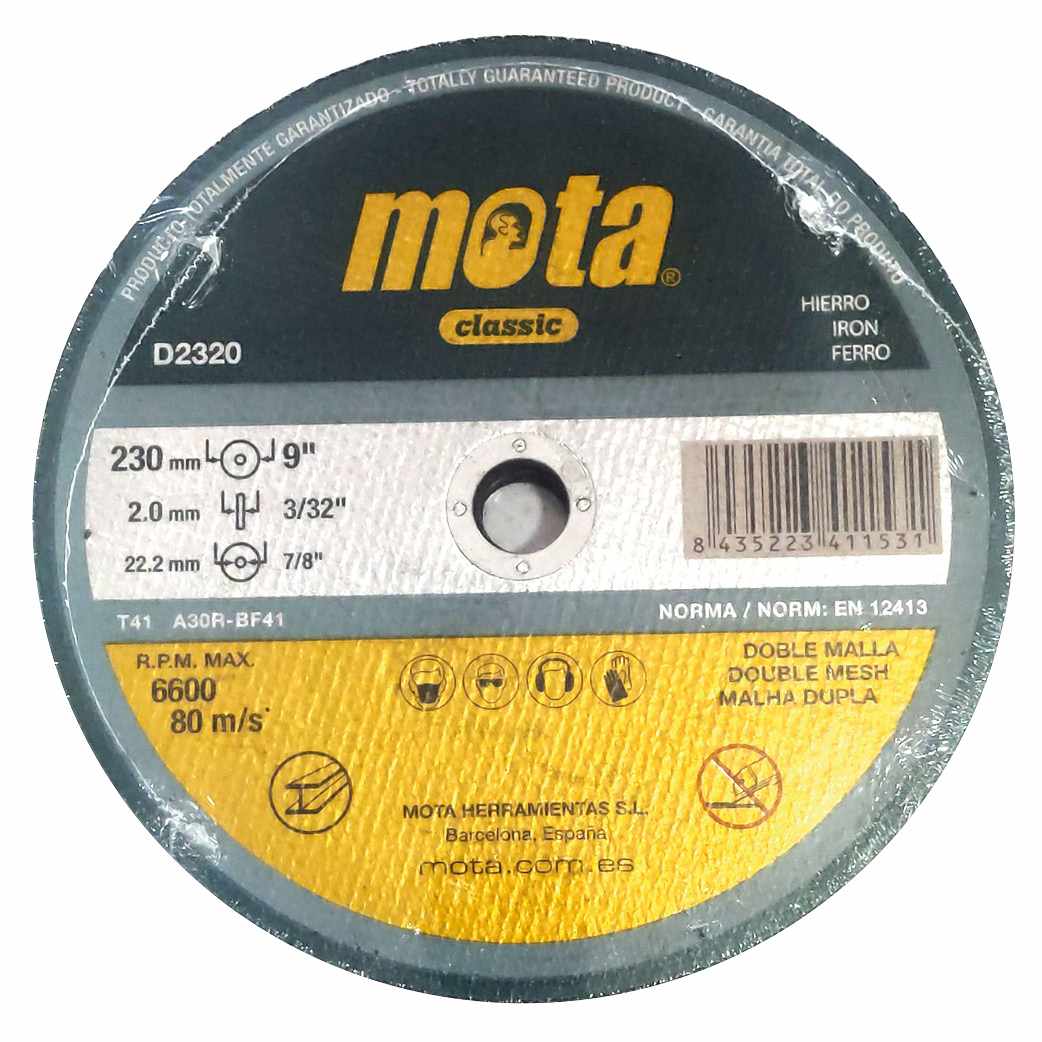 PRODUCTO TOTALMENTE GARANTIZADO - TOTALLY GUARANTEED PRODUCT - GARANTIA TOTAL DO PRODUTO
mota®
classic
D2320
HIERRO
IRON
FERRO
230 mm 9"
2.0 mm 3/32"
22.2 mm 7/8"
8 435223 411531
T41 A30R-BF41
NORMA / NORM: EN 12413
R.P.M. MAX.
6600
80 m/s
DOBLE MALLA
DOUBLE MESH
MALHA DUPLA
MOTA HERRAMIENTAS S.L.
Barcelona, España
mota.com.es